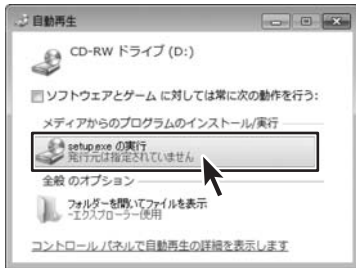 自動再生
CD-RW ドライブ (D:)
ソフトウェアとゲーム に対しては常に次の動作を行う:
メディアからのプログラムのインストール/実行
setup.exe の実行
発行元は指定されていません
全般 のオプション
フォルダーを開いてファイルを表示
-エクスプローラー使用
コントロール パネルで自動再生の詳細を表示します